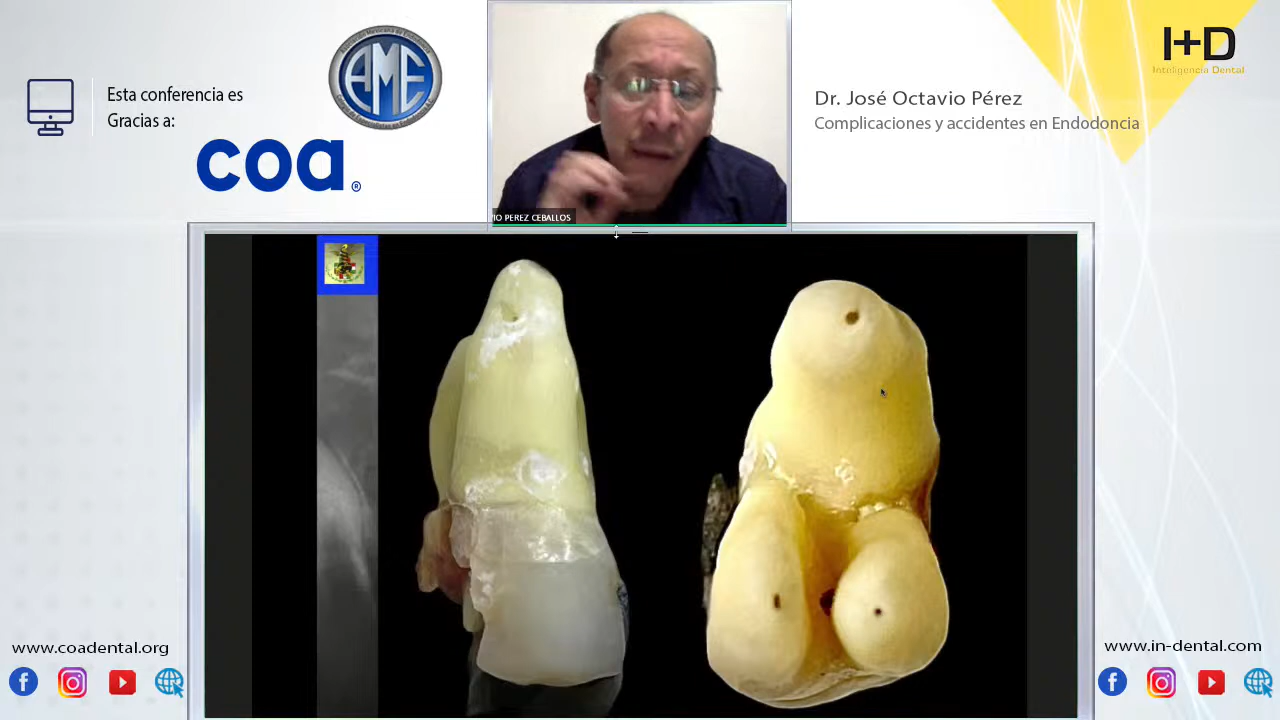 Esta conferencia es
Gracias a:
coa®
AME
I+D
Inteligencia Dental
Dr. José Octavio Pérez
Complicaciones y accidentes en Endodoncia
IO PEREZ CEBALLOS
www.coadental.org
www.in-dental.com